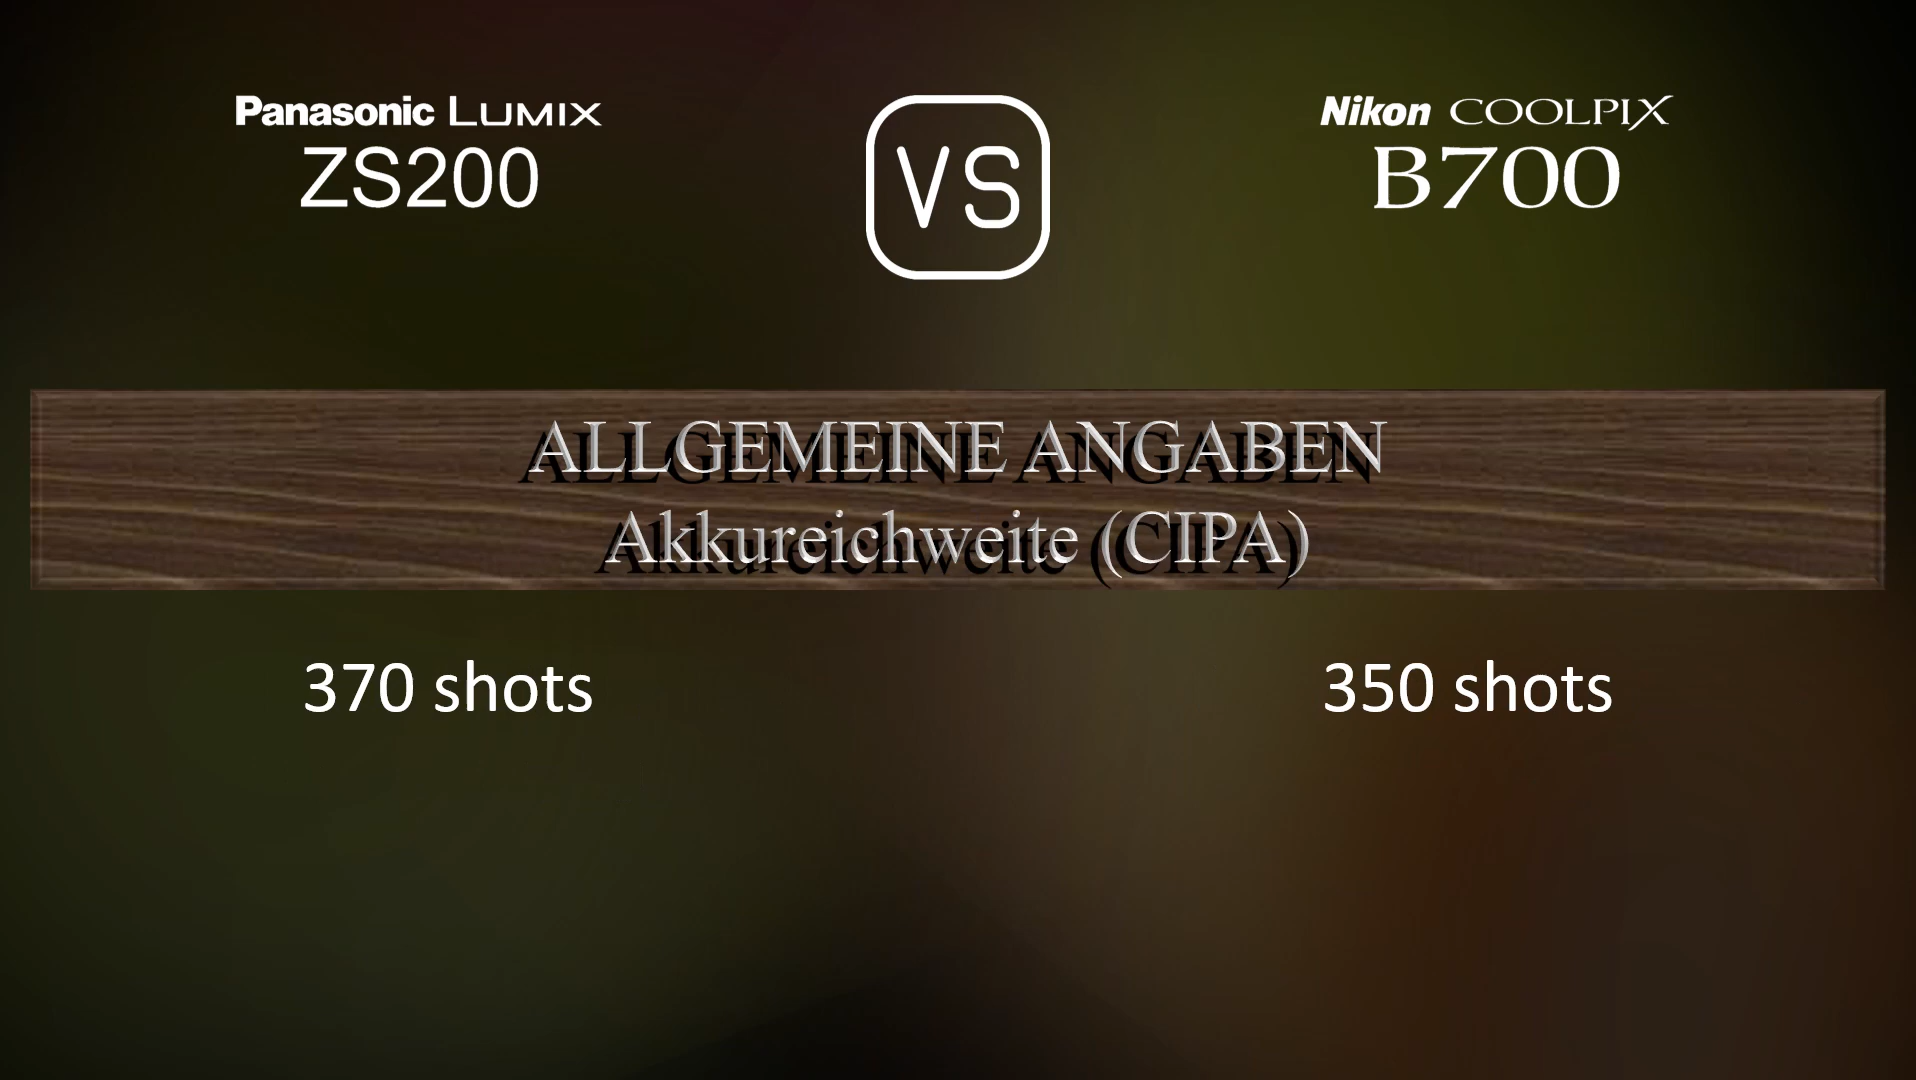 Panasonic LUMIX
ZS200
VS
Nikon COOLPIX
B700
ALLGEMEINE ANGABEN
Akkureichweite (CIPA)
370 shots
350 shots